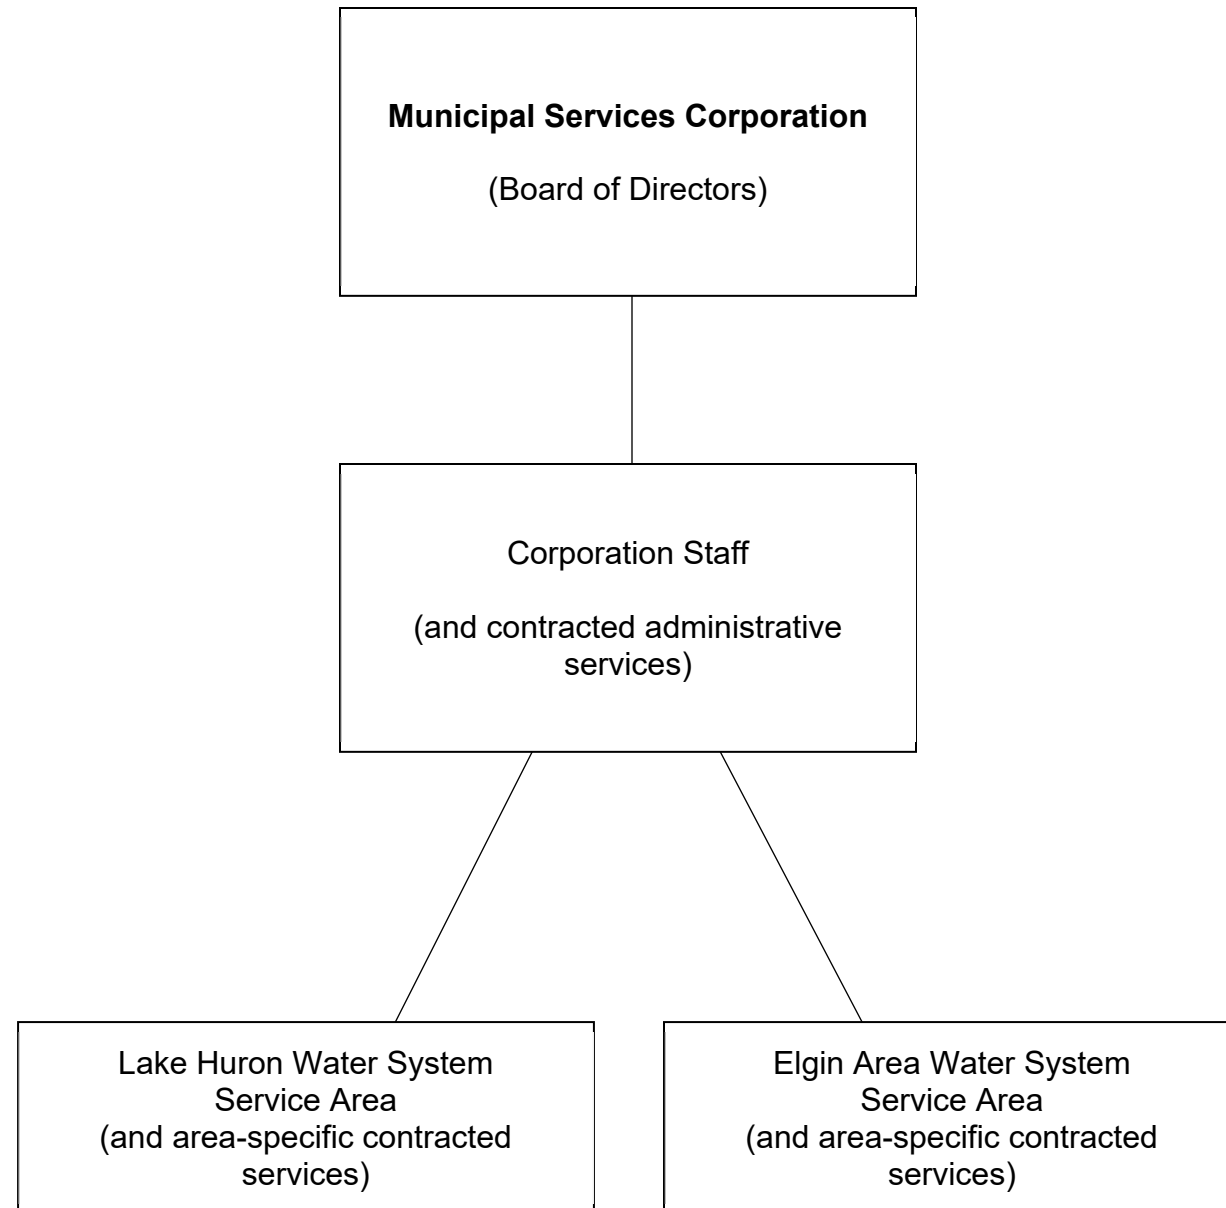 Municipal Services Corporation
(Board of Directors)
Corporation Staff
(and contracted administrative
services)
Lake Huron Water System
Service Area
(and area-specific contracted
services)
Elgin Area Water System
Service Area
(and area-specific contracted
services)